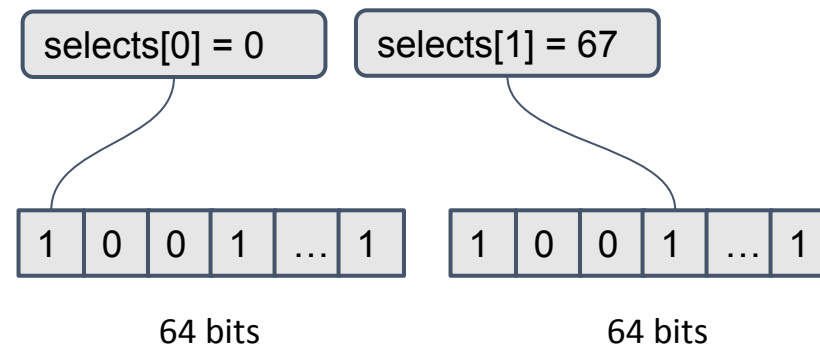 selects[0] = 0 selects[1] = 67
1 0 0 1 ... 1 1 0 0 1 ... 1
64 bits 64 bits